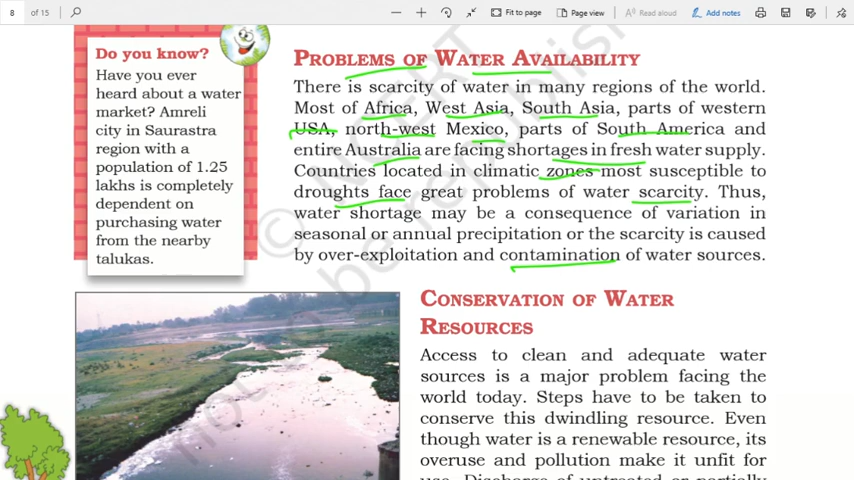 8 of 15
Fit to page
Page view
Read aloud
Add notes
Do you know?
Have you ever
heard about a water
market? Amreli
city in Saurastra
region with a
population of 1.25
lakhs is completely
dependent on
purchasing water
from the nearby
talukas.
PROBLEMS OF WATER AVAILABILITY
There is scarcity of water in many regions of the world.
Most of Africa, West Asia, South Asia, parts of western
USA, north-west Mexico, parts of South America and
entire Australia are facing shortages in fresh water supply.
Countries located in climatic zones most susceptible to
droughts face great problems of water scarcity. Thus,
water shortage may be a consequence of variation in
seasonal or annual precipitation or the scarcity is caused
by over-exploitation and contamination of water sources.
CONSERVATION OF WATER
RESOURCES
Access to clean and adequate water
sources is a major problem facing the
world today. Steps have to be taken to
conserve this dwindling resource. Even
though water is a renewable resource, its
overuse and pollution make it unfit for
use. Discharge of untreated or partially